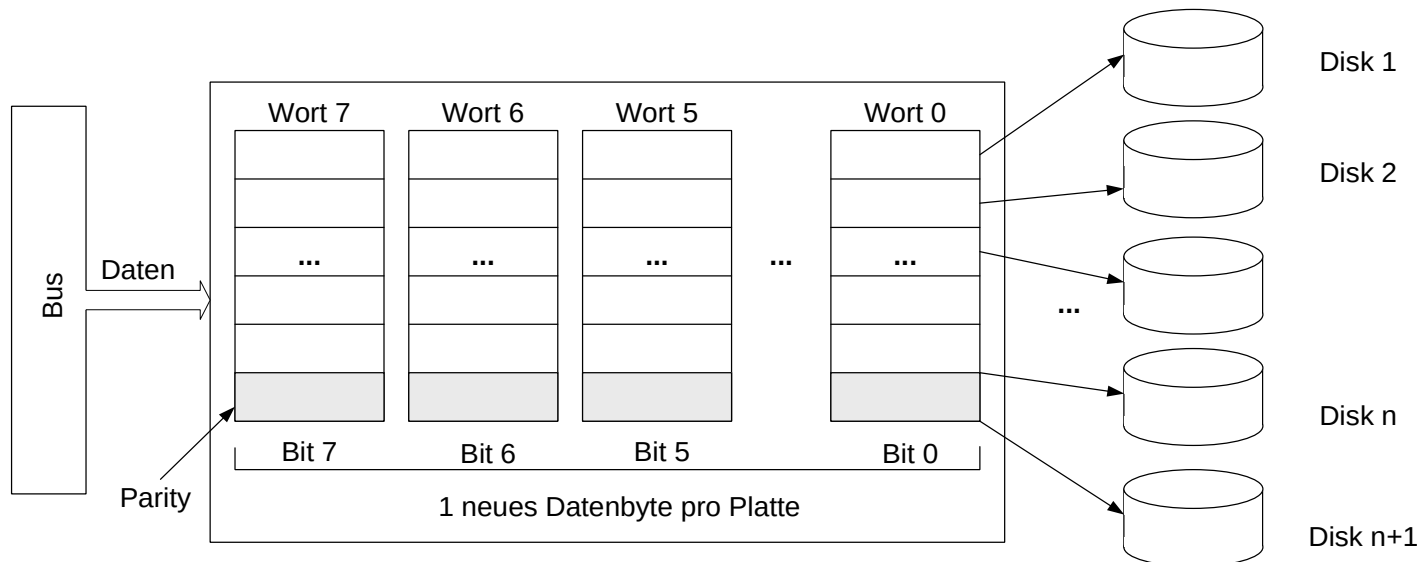 Disk 1
Wort 7 Wort 6 Wort 5 Wort 0
Disk 2
Daten
... ... ... ... ...
Bus
...
Disk n
Bit 7 Bit 6 Bit 5 Bit 0
Parity
1 neues Datenbyte pro Platte
Disk n+1